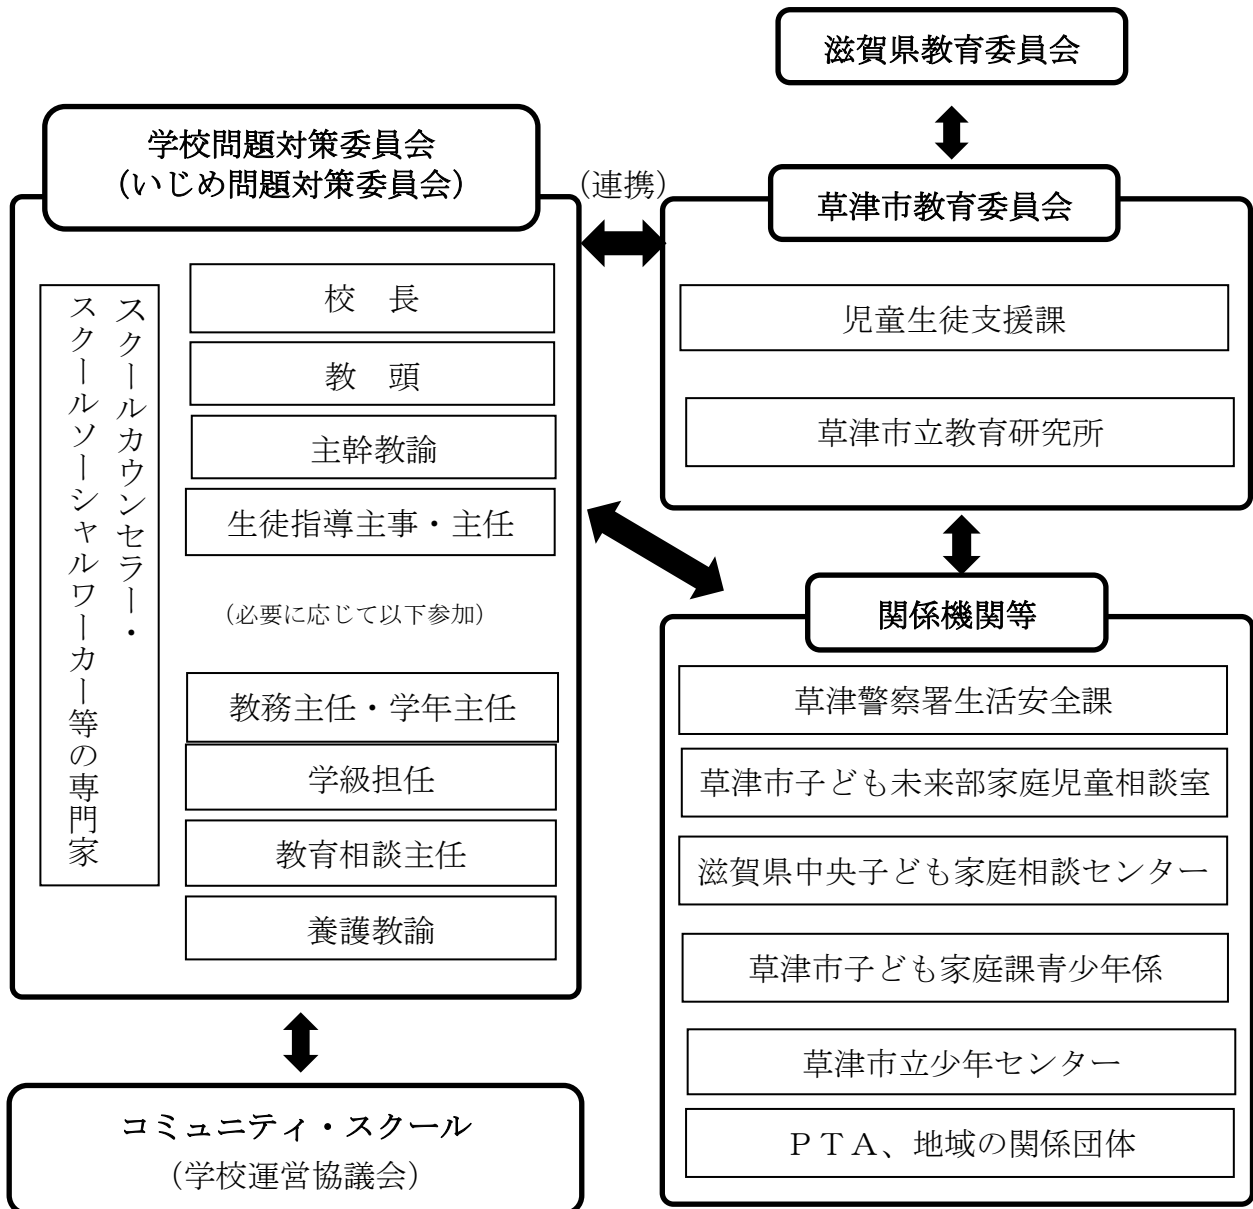 滋賀県教育委員会
学校問題対策委員会
（いじめ問題対策委員会）
（連携）
草津市教育委員会
スクールカウンセラー・
スクールソーシャルワーカー等の専門家
校　長
教　頭
主幹教諭
生徒指導主事・主任
（必要に応じて以下参加）
教務主任・学年主任
学級担任
教育相談主任
養護教諭
児童生徒支援課
草津市立教育研究所
関係機関等
草津警察署生活安全課
草津市子ども未来部家庭児童相談室
滋賀県中央子ども家庭相談センター
草津市子ども家庭課青少年係
草津市立少年センター
ＰＴＡ、地域の関係団体
コミュニティ・スクール
（学校運営協議会）